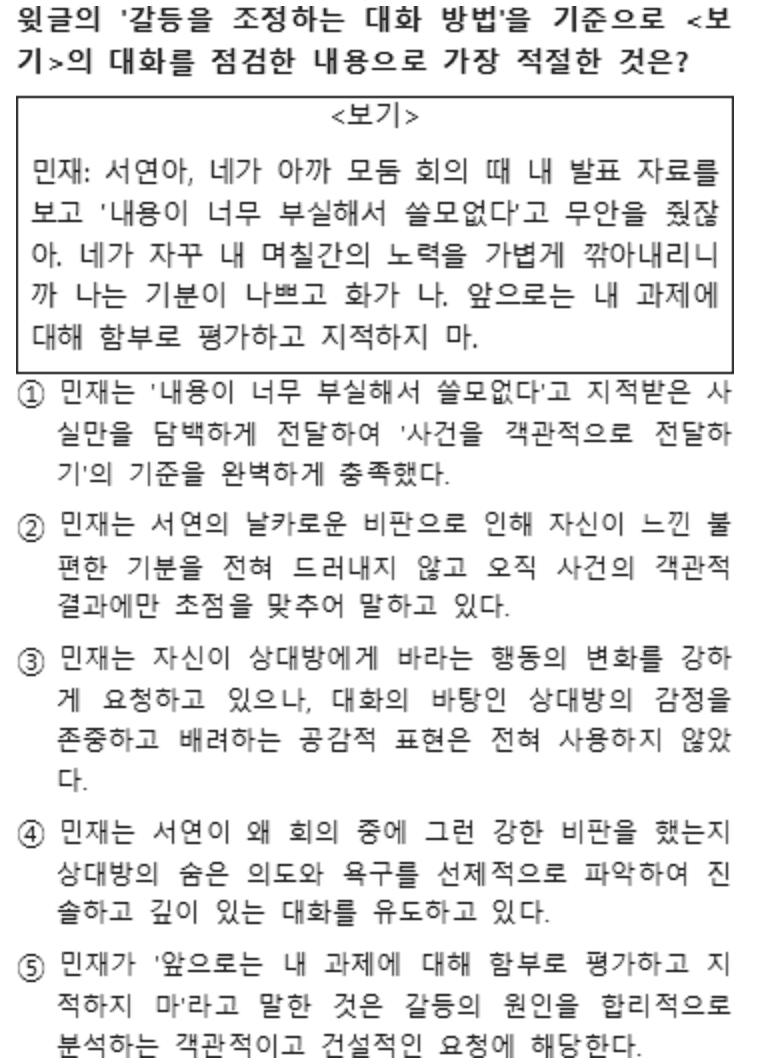 윗글의 '갈등을 조정하는 대화 방법'을 기준으로 <보
기>의 대화를 점검한 내용으로 가장 적절한 것은?
<보기>
민재: 서연아, 네가 아까 모둠 회의 때 내 발표 자료를
보고 '내용이 너무 부실해서 쓸모없다'고 무안을 줬잖
아. 네가 자꾸 내 며칠간의 노력을 가볍게 깎아내리니
까 나는 기분이 나쁘고 화가 나. 앞으로는 내 과제에
대해 함부로 평가하고 지적하지 마.
① 민재는 '내용이 너무 부실해서 쓸모없다'고 지적받은 사
실만을 담백하게 전달하여 '사건을 객관적으로 전달하
기'의 기준을 완벽하게 충족했다.
② 민재는 서연의 날카로운 비판으로 인해 자신이 느낀 불
편한 기분을 전혀 드러내지 않고 오직 사건의 객관적
결과에만 초점을 맞추어 말하고 있다.
③ 민재는 자신이 상대방에게 바라는 행동의 변화를 강하
게 요청하고 있으나, 대화의 바탕인 상대방의 감정을
존중하고 배려하는 공감적 표현은 전혀 사용하지 않았
다.
④ 민재는 서연이 왜 회의 중에 그런 강한 비판을 했는지
상대방의 숨은 의도와 욕구를 선제적으로 파악하여 진
솔하고 깊이 있는 대화를 유도하고 있다.
⑤ 민재가 '앞으로는 내 과제에 대해 함부로 평가하고 지
적하지 마'라고 말한 것은 갈등의 원인을 합리적으로
분석하는 객관적이고 건설적인 요청에 해당한다.